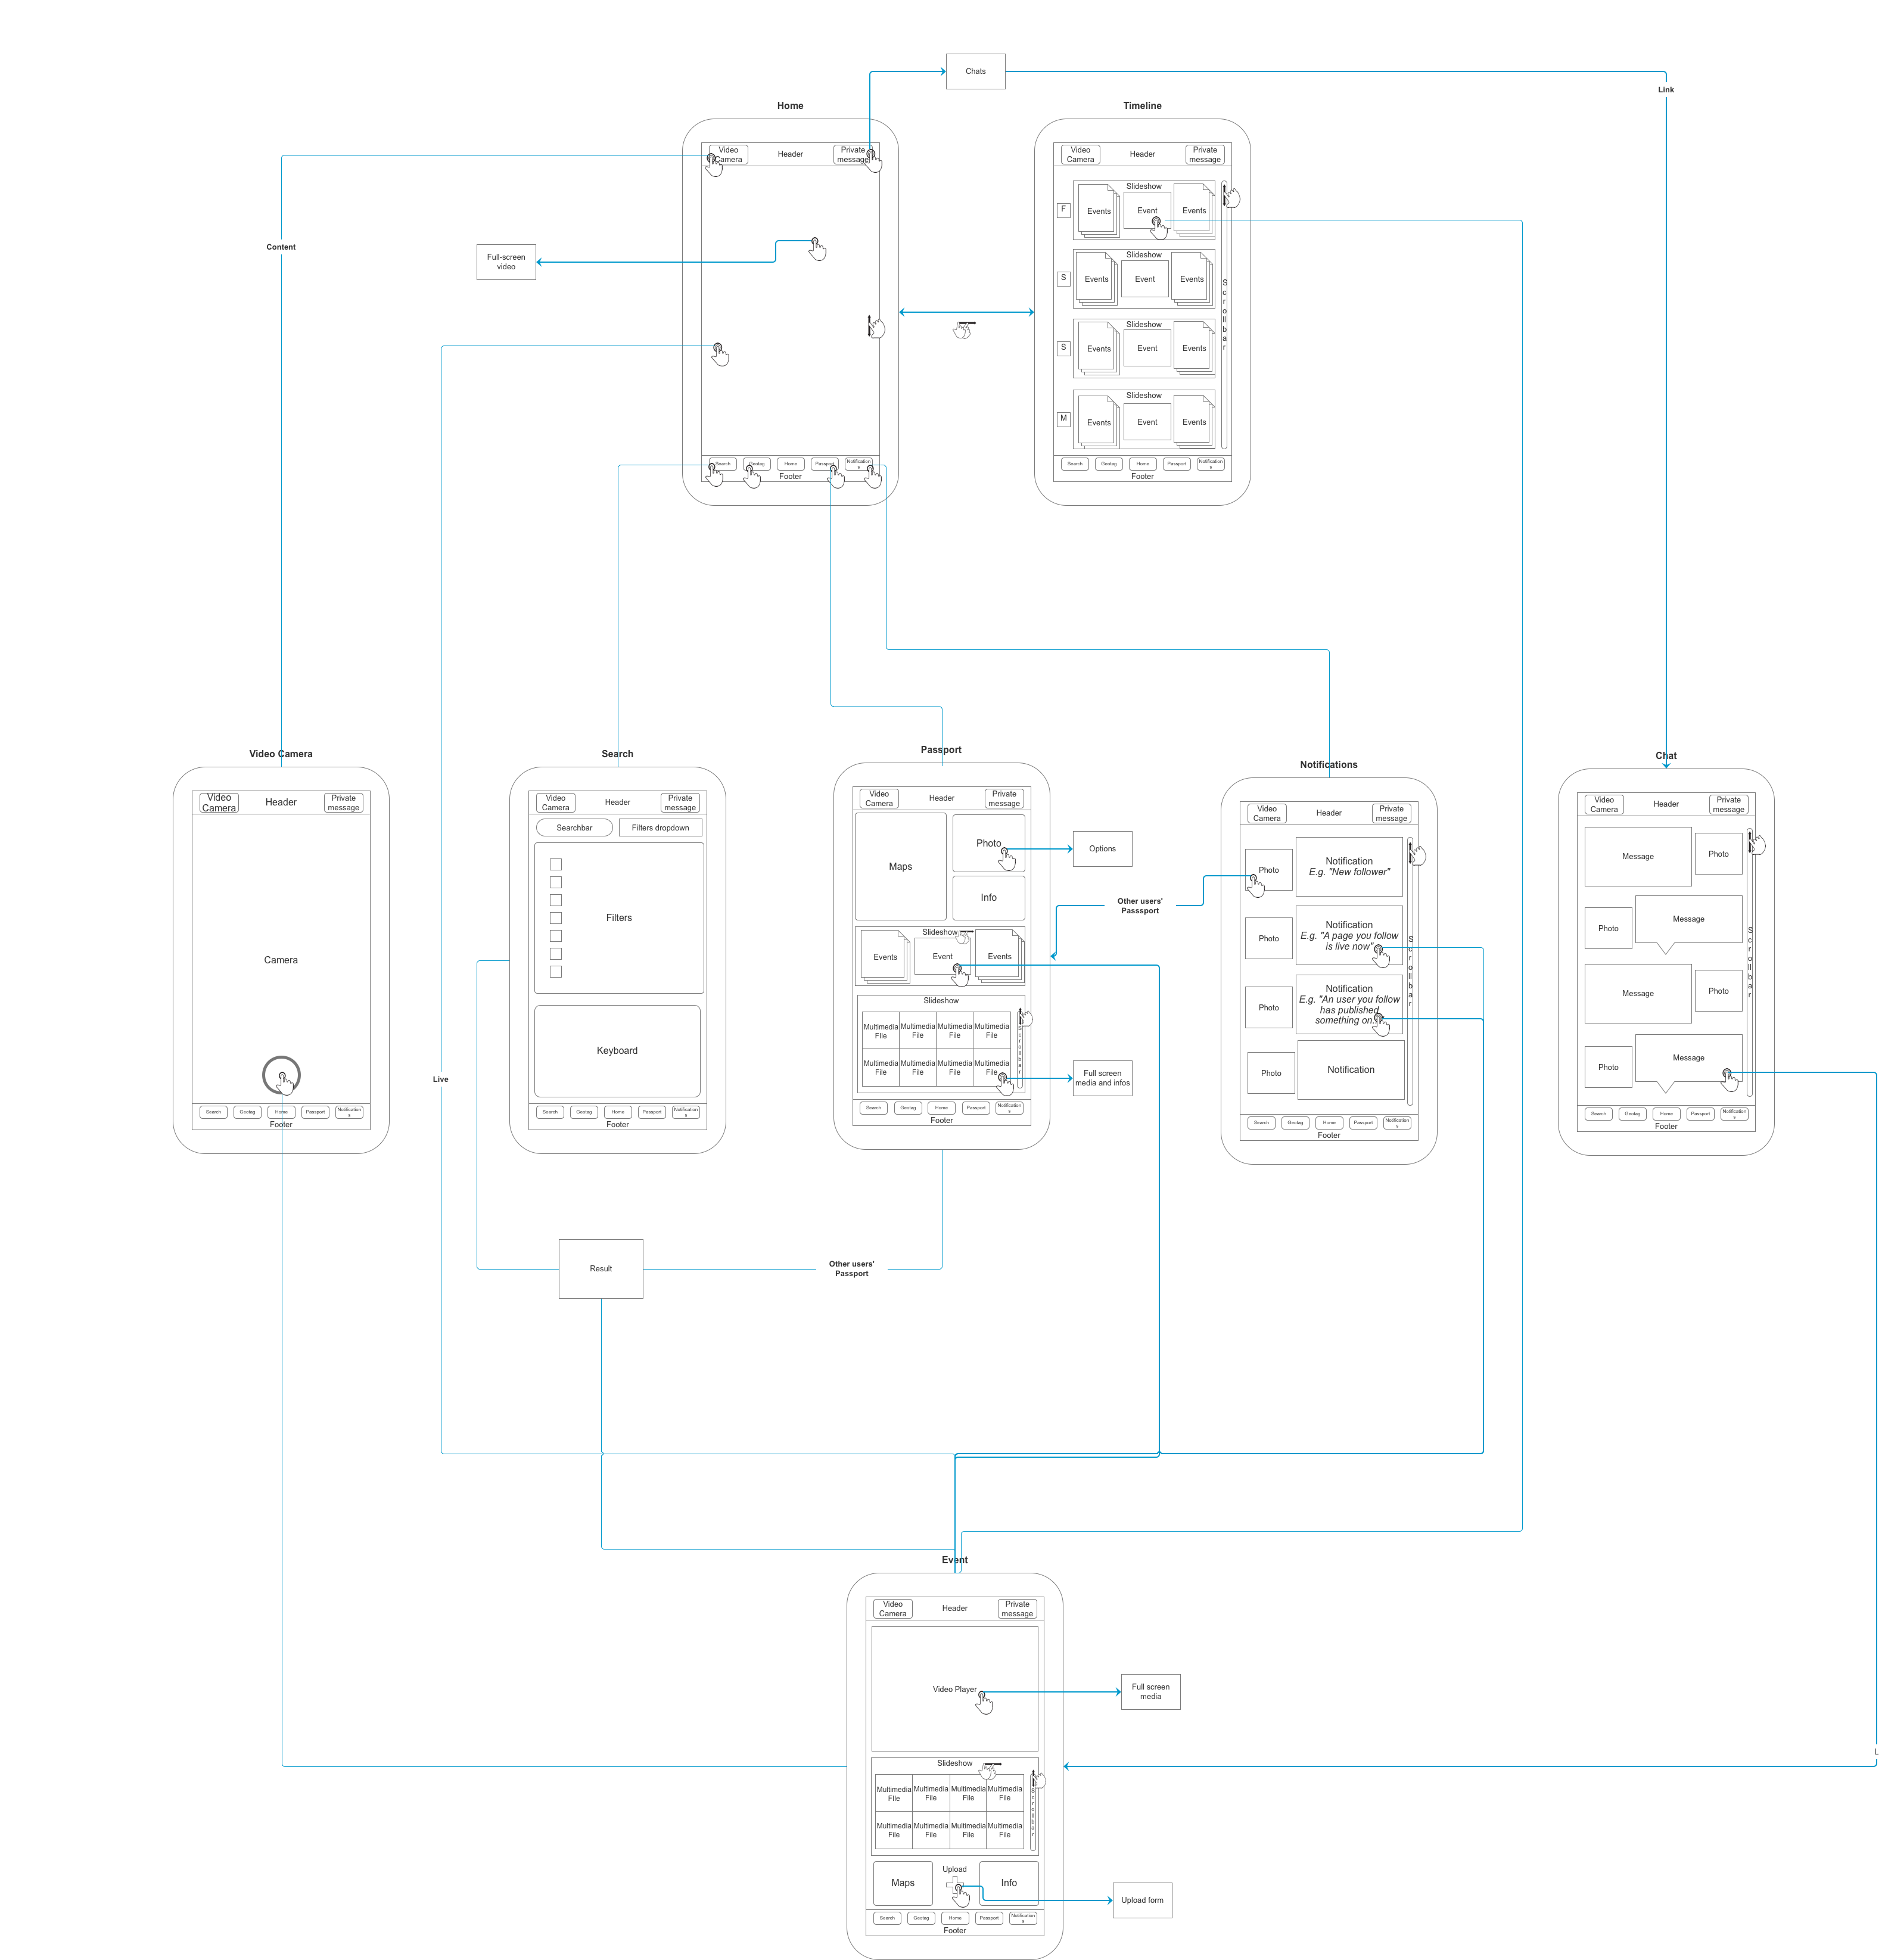 Chats
Link
Home
Timeline
Video
Camera
Header
Private
message
Content
Full-screen
video
Search
Geotag
Home
Passport
Notification
s
Footer
Video
Camera
Header
Private
message
Slideshow
F
Events
Event
Events
Slideshow
S
Events
Event
Events
Slideshow
S
Events
Event
Events
Slideshow
M
Events
Event
Events
Scrollbar
Search
Geotag
Home
Passport
Notification
s
Footer
Video Camera
Video
Camera
Header
Private
message
Camera
Search
Geotag
Home
Passport
Notification
s
Footer
Live
Search
Video
Camera
Header
Private
message
Searchbar
Filters dropdown
Filters
Keyboard
Search
Geotag
Home
Passport
Notification
s
Footer
Passport
Video
Camera
Header
Private
message
Maps
Photo
Info
Options
Slideshow
Events
Event
Events
Slideshow
Multimedia
FIle
Multimedia
File
Multimedia
File
Multimedia
File
Multimedia
File
Multimedia
File
Multimedia
File
Multimedia
File
Scrollbar
Full screen
media and infos
Search
Geotag
Home
Passport
Notification
s
Footer
Other users'
Passsport
Notifications
Video
Camera
Header
Private
message
Photo
Notification
E.g. "New follower"
Photo
Notification
E.g. "A page you follow
is live now"
Photo
Notification
E.g. "An user you follow
has published
something on.."
Photo
Notification
Scrollbar
Search
Geotag
Home
Passport
Notification
s
Footer
Chat
Video
Camera
Header
Private
message
Message
Photo
Photo
Message
Message
Photo
Photo
Message
Scrollbar
Search
Geotag
Home
Passport
Notification
s
Footer
Result
Other users'
Passport
Event
Video
Camera
Header
Private
message
Video Player
Full screen
media
L
Slideshow
Multimedia
FIle
Multimedia
File
Multimedia
File
Multimedia
File
Multimedia
File
Multimedia
File
Multimedia
File
Multimedia
File
Scrollbar
Maps
Upload
Info
Upload form
Search
Geotag
Home
Passport
Notification
s
Footer